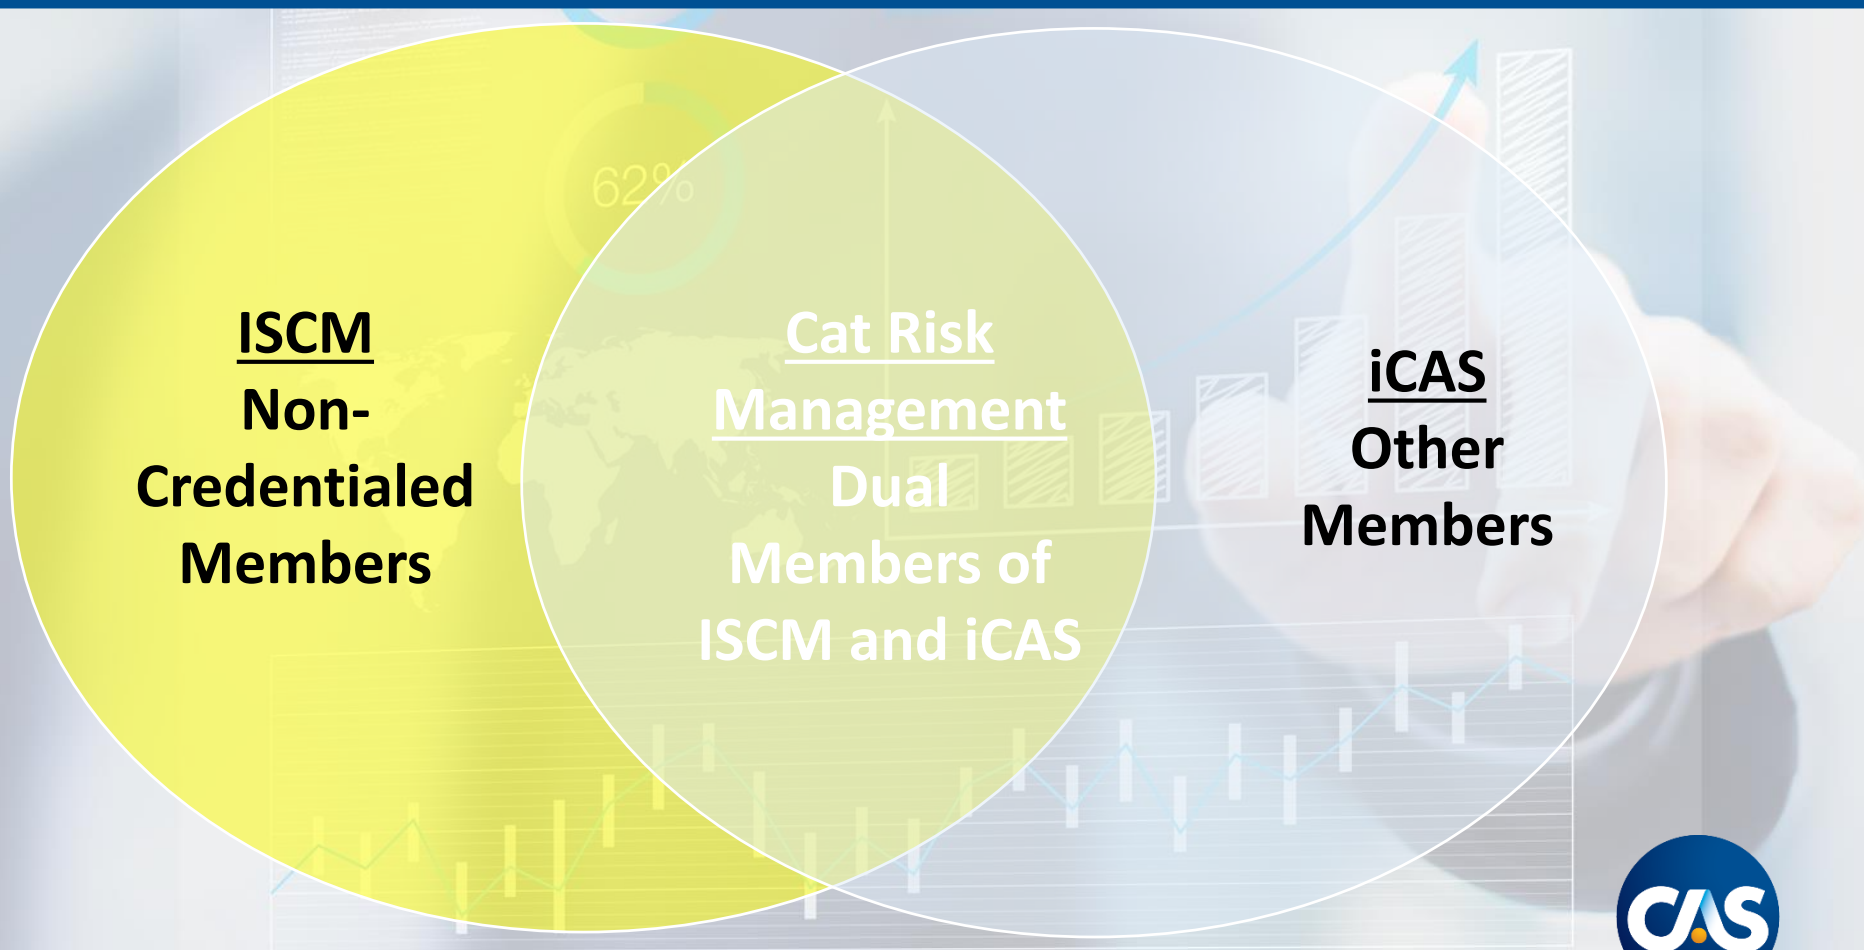 62%
ISCM
Non-
Credentialed
Members
Cat Risk
Management
Dual
Members of
ISCM and iCAS
iCAS
Other
Members
CAS